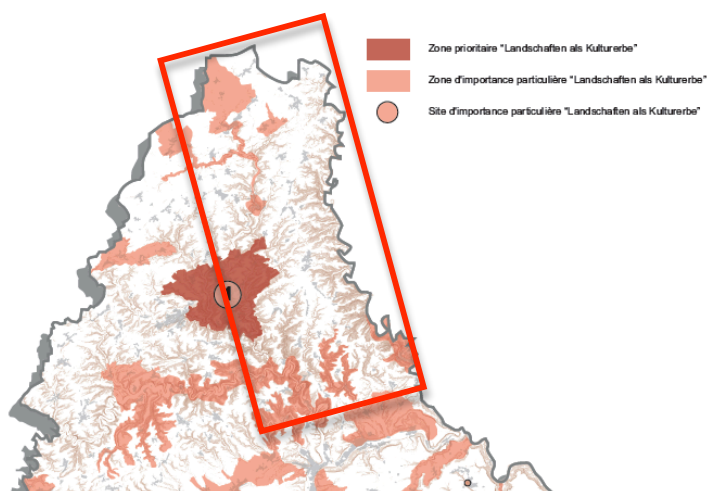 Zone prioritaire "Landschaften als Kulturerbe"
Zone d'importance particulière "Landschaften als Kulturerbe"
Site d'importance particulière "Landschaften als Kulturerbe"
1